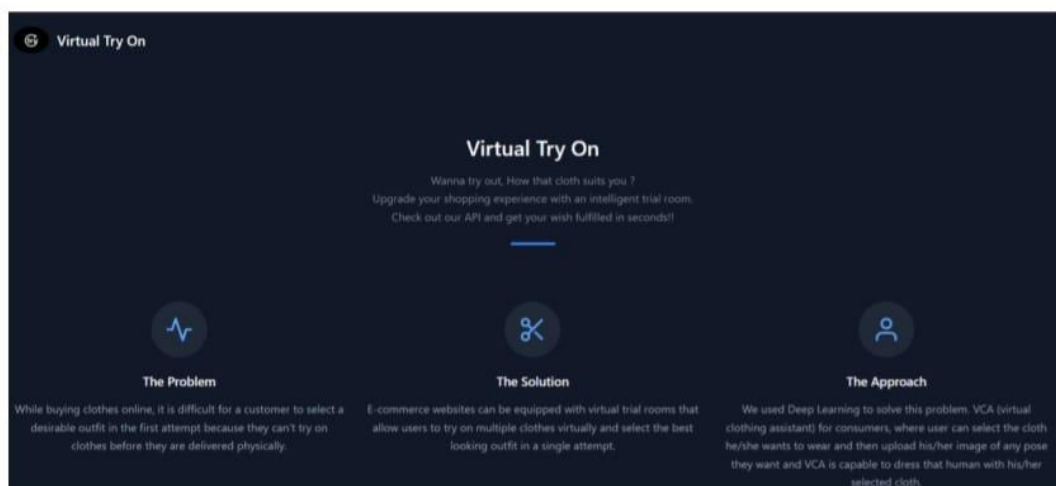 Virtual Try On
Virtual Try On
Wanna try out, How that cloth suits you ?
Upgrade your shopping experience with an intelligent trial room.
Check out our API and get your wish fulfilled in seconds!!
The Problem
While buying clothes online, it is difficult for a customer to select a
desirable outfit in the first attempt because they can't try on
clothes before they are delivered physically.
The Solution
E-commerce websites can be equipped with virtual trial rooms that
allow users to try on multiple clothes virtually and select the best
looking outfit in a single attempt.
The Approach
We used Deep Learning to solve this problem. VCA (virtual
clothing assistant) for consumers, where user can select the cloth
he/she wants to wear and then upload his/her image of any pose
they want and VCA is capable to dress that human with his/her
selected cloth.